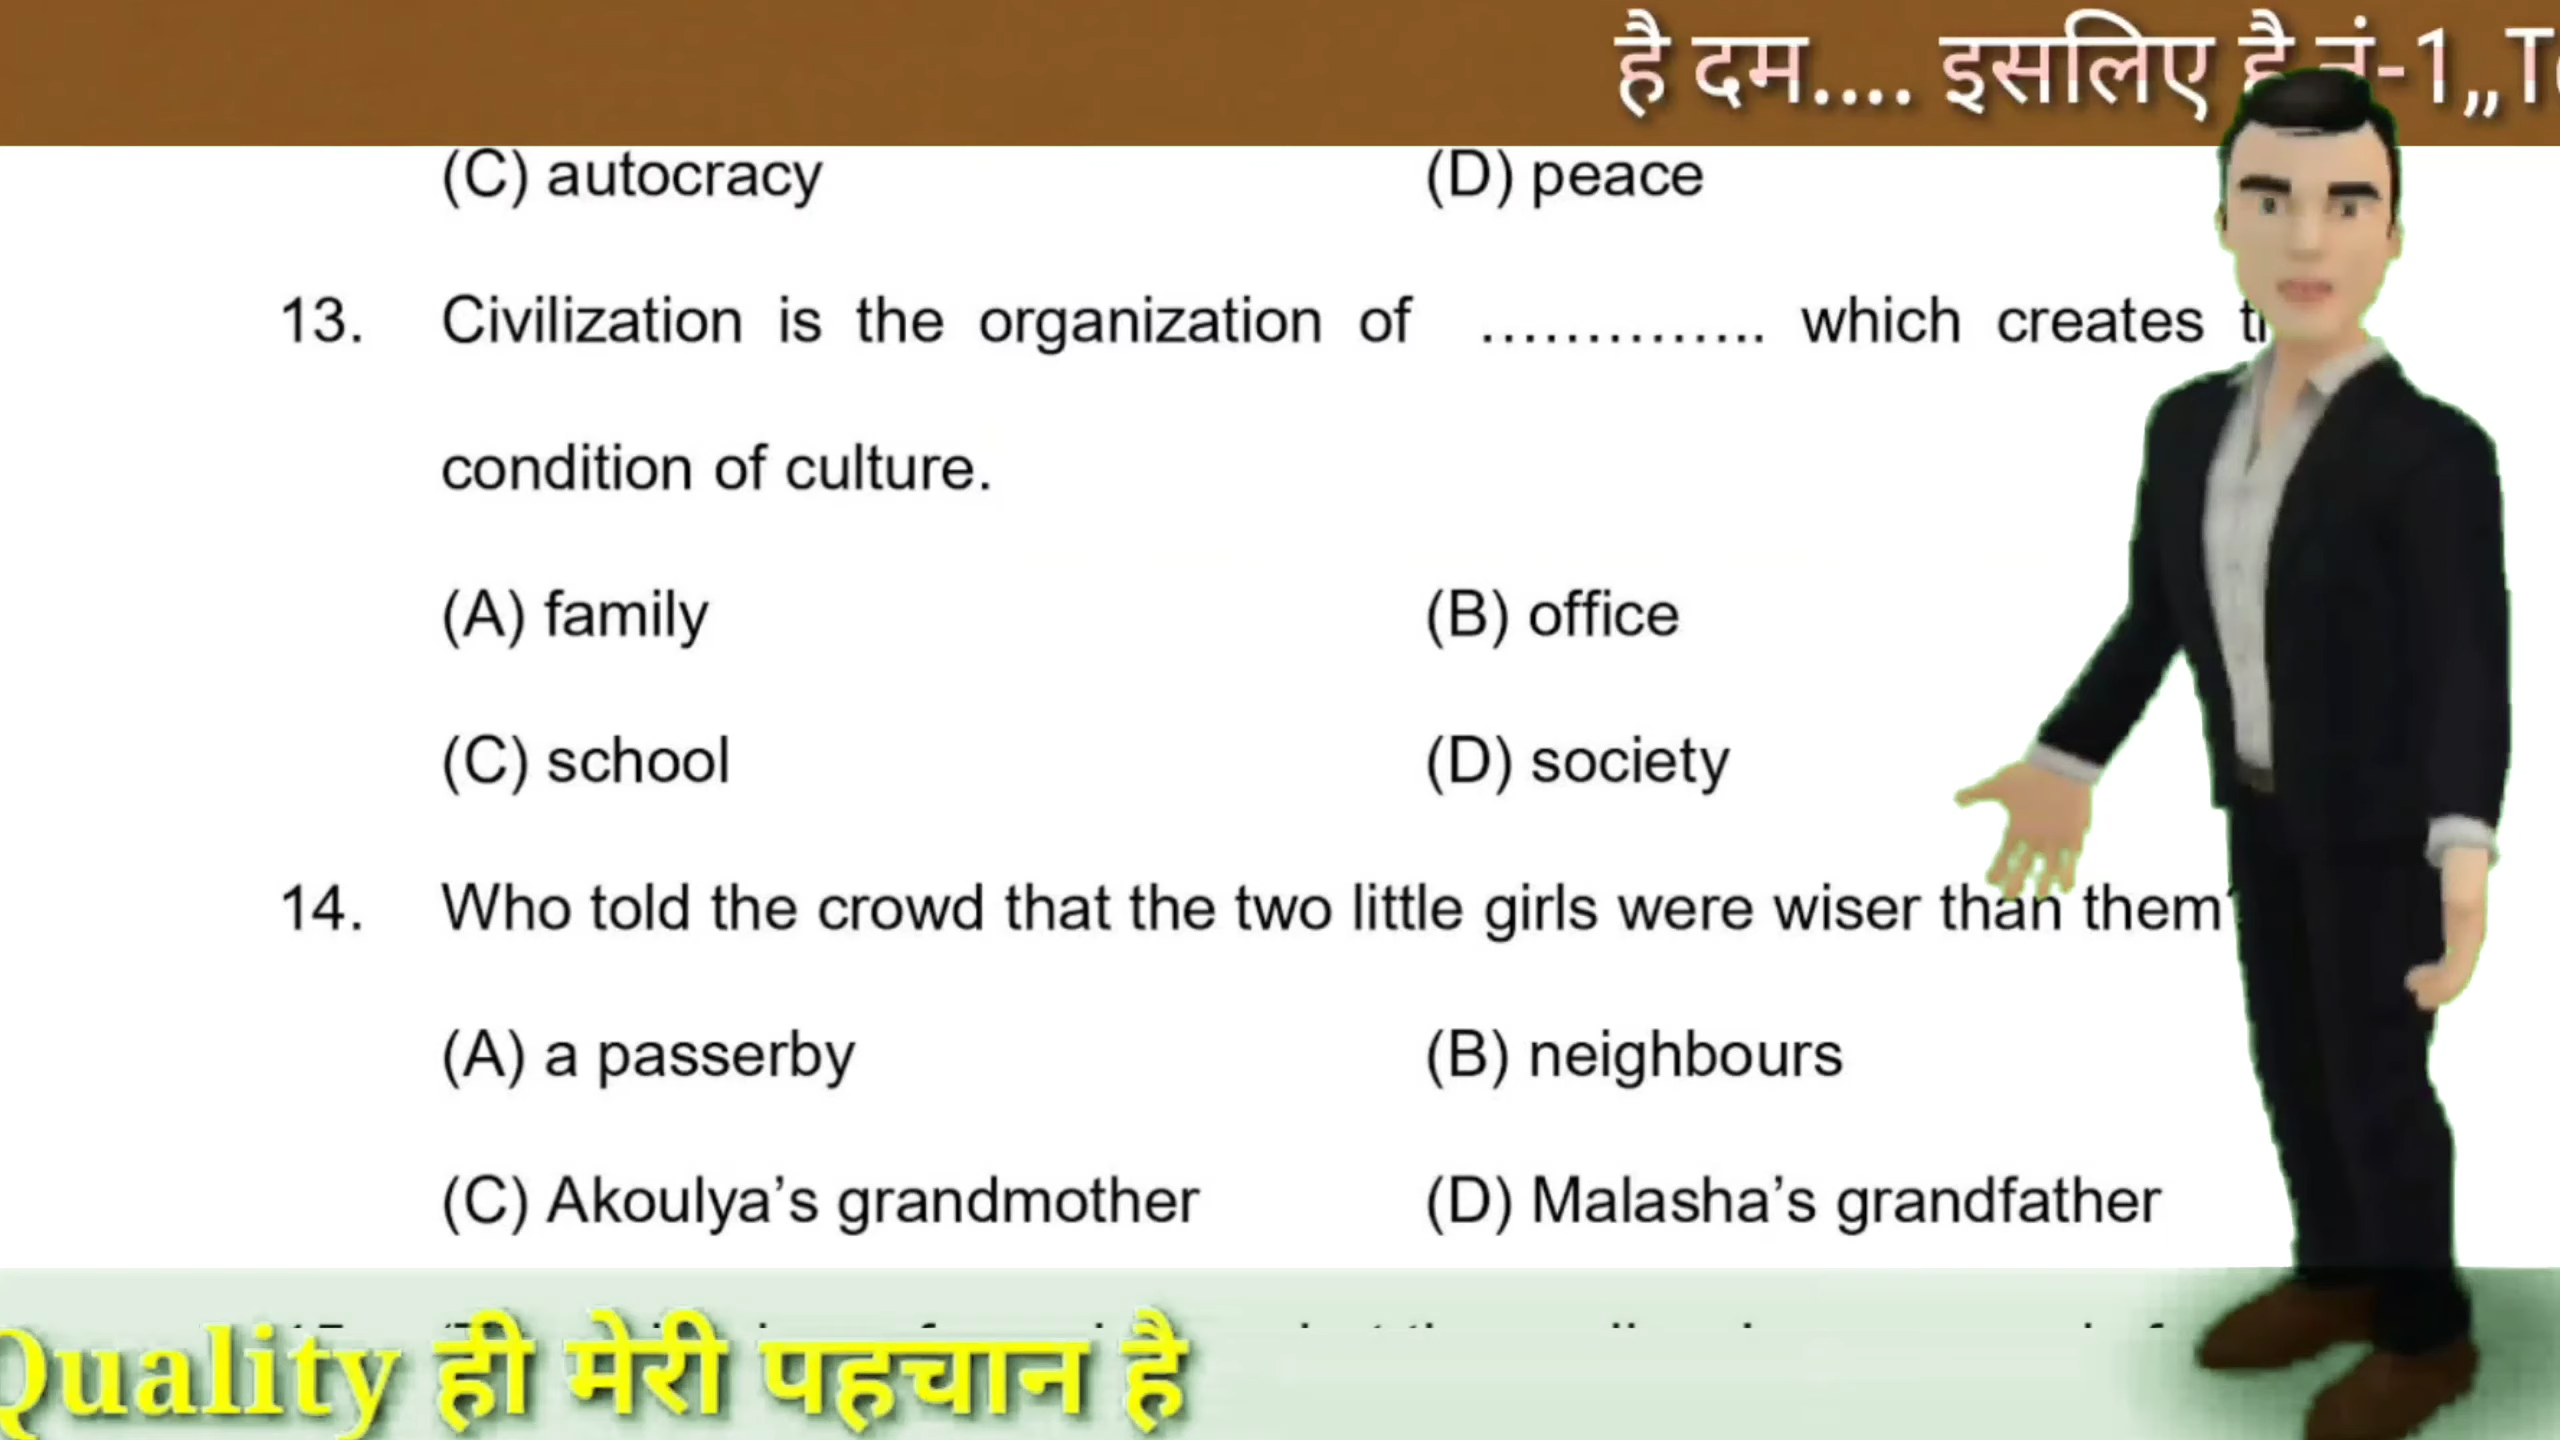 है दम.... इसलिए है नं-1,,T
(C) autocracy (D) peace
13. Civilization is the organization of ………….. which creates
condition of culture.
(A) family (B) office
(C) school (D) society
14. Who told the crowd that the two little girls were wiser than them
(A) a passerby (B) neighbours
(C) Akoulya’s grandmother (D) Malasha’s grandfather
Quality ही मेरी पहचान है